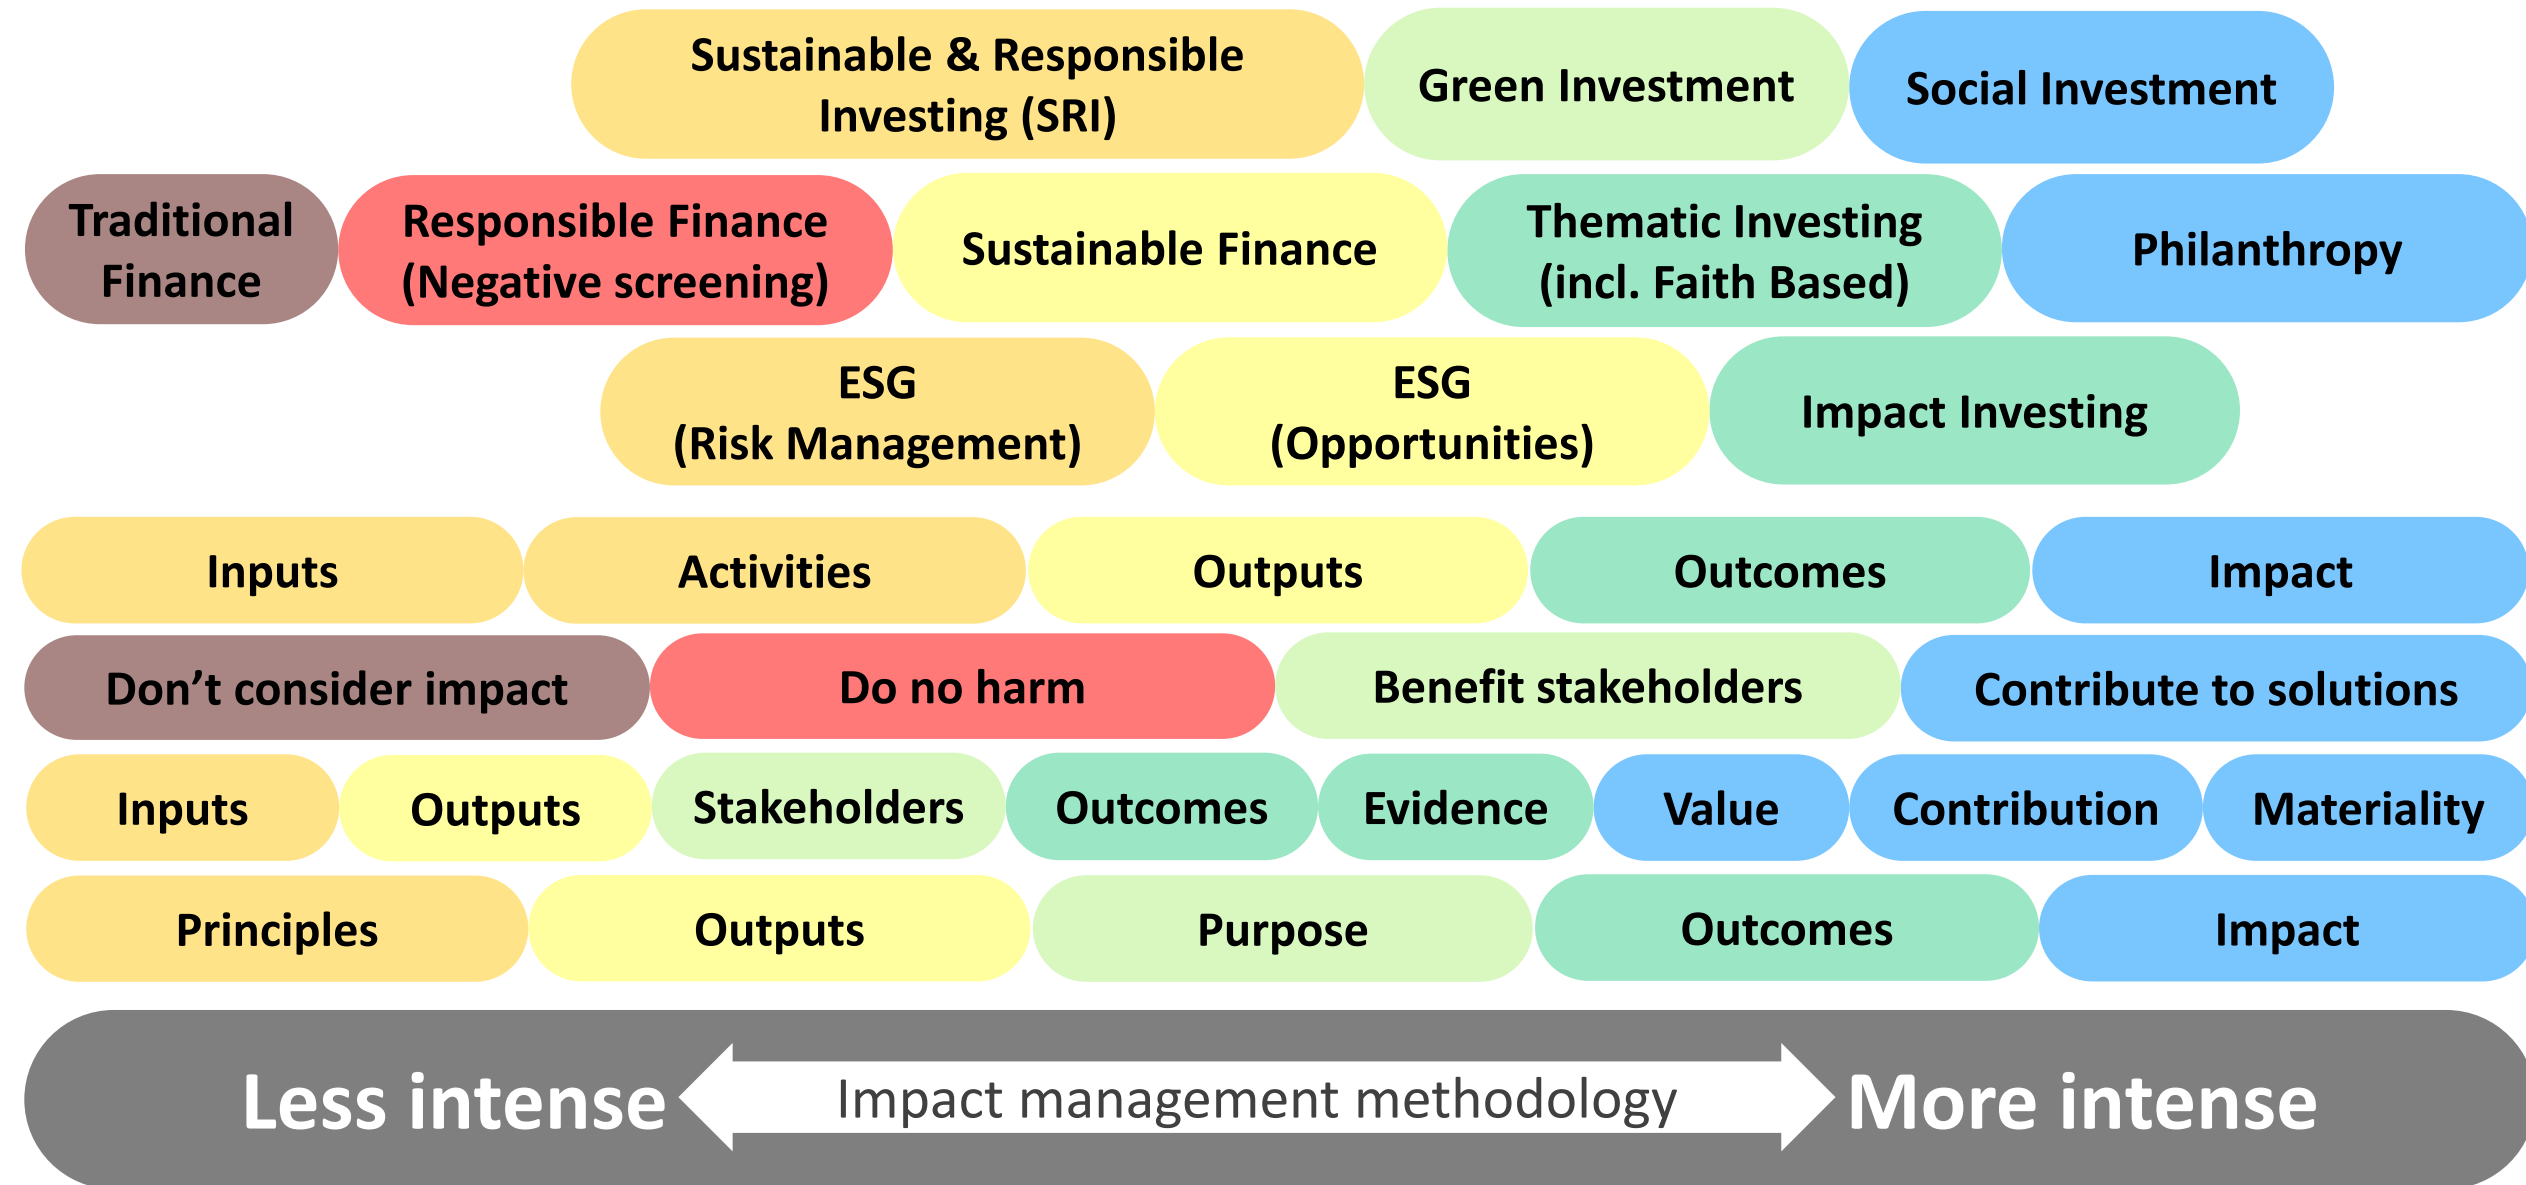 Sustainable & Responsible
Investing (SRI)
Green Investment
Social Investment
Traditional
Finance
Responsible Finance
(Negative screening)
Sustainable Finance
Thematic Investing
(incl. Faith Based)
Philanthropy
ESG
(Risk Management)
ESG
(Opportunities)
Impact Investing
Inputs
Activities
Outputs
Outcomes
Impact
Don’t consider impact
Do no harm
Benefit stakeholders
Contribute to solutions
Inputs
Outputs
Stakeholders
Outcomes
Evidence
Value
Contribution
Materiality
Principles
Outputs
Purpose
Outcomes
Impact
Less intense
Impact management methodology
More intense